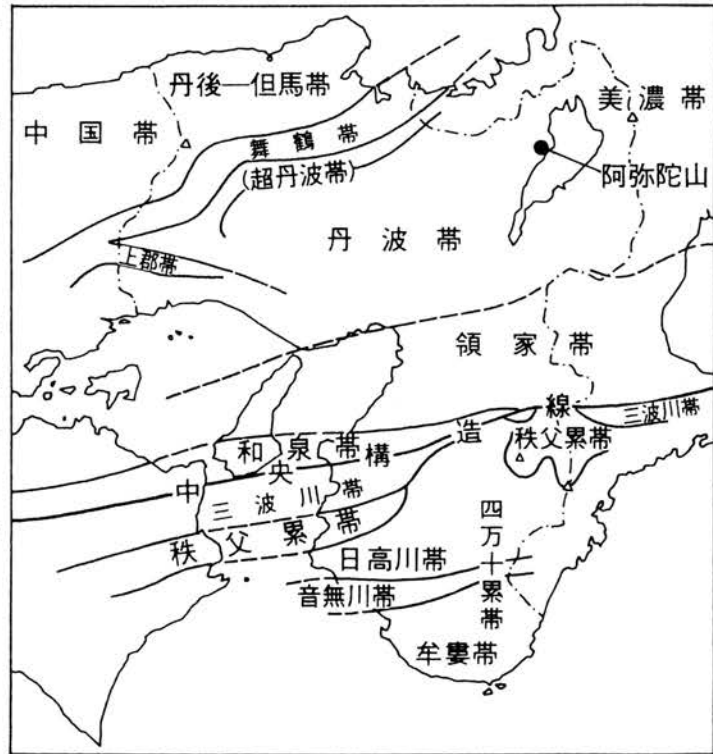 丹後—但馬帯
美濃帯
中国帯
舞鶴帯
(超丹波帯)
阿弥陀山
丹波帯
上郡帯
領家帯
中央構造線
三波川帯
和泉帯
秩父累帯
三波川帯
秩父累帯
四万十累帯
日高川帯
音無川帯
牟婁帯